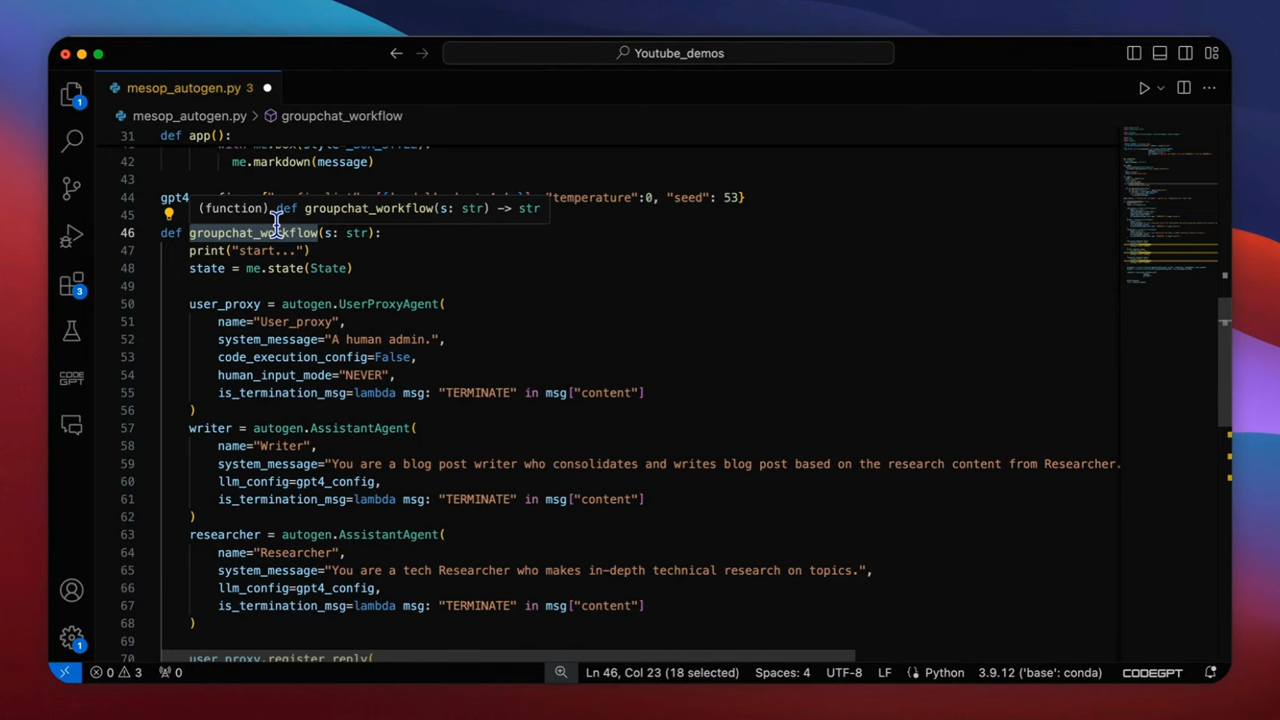 Youtube_demos
mesop_autogen.py 3
mesop_autogen.py > groupchat_workflow
31 def app():
42 me.markdown(message)
43
44 gpt4 "temperature":0, "seed": 53}
(function) def groupchat_workflow(s: str) -> str
45
46 def groupchat_workflow(s: str):
47 print("start...")
48 state = me.state(State)
49
50 user_proxy = autogen.UserProxyAgent(
51 name="User_proxy",
52 system_message="A human admin.",
53 code_execution_config=False,
54 human_input_mode="NEVER",
55 is_termination_msg=lambda msg: "TERMINATE" in msg["content"]
56 )
57 writer = autogen.AssistantAgent(
58 name="Writer",
59 system_message="You are a blog post writer who consolidates and writes blog post based on the research content from Researcher.
60 llm_config=gpt4_config,
61 is_termination_msg=lambda msg: "TERMINATE" in msg["content"]
62 )
63 researcher = autogen.AssistantAgent(
64 name="Researcher",
65 system_message="You are a tech Researcher who makes in-depth technical research on topics.",
66 llm_config=gpt4_config,
67 is_termination_msg=lambda msg: "TERMINATE" in msg["content"]
68 )
69
70 user_proxy.register_reply(
1
3
CODE
GPT
1
0 3 0 Ln 46, Col 23 (18 selected) Spaces: 4 UTF-8 LF Python 3.9.12 ('base': conda) CODEGPT